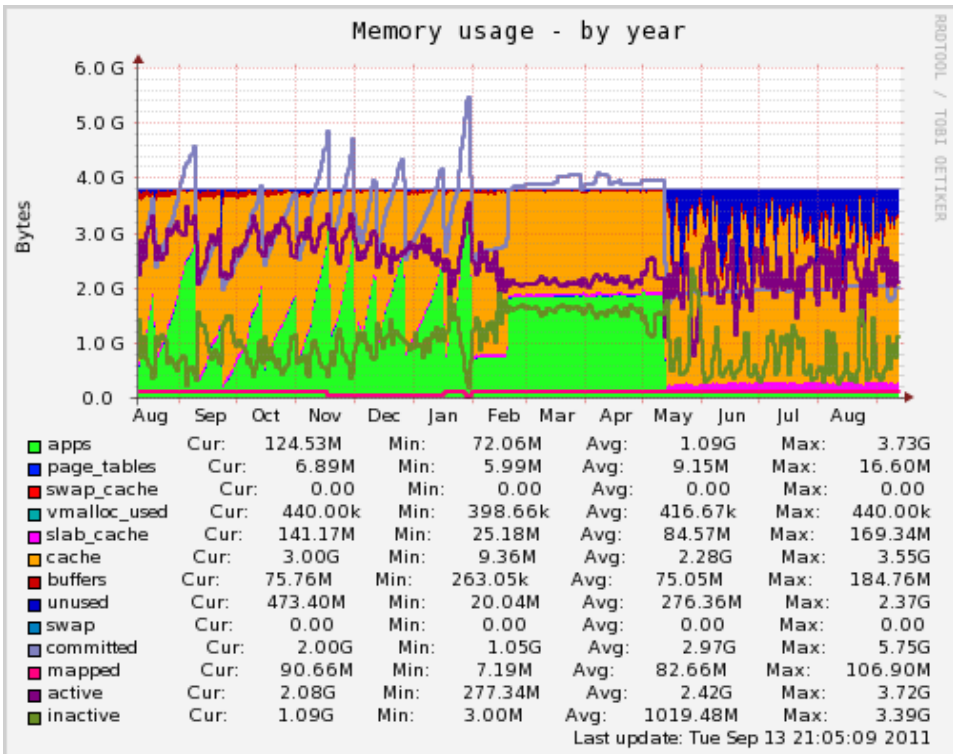 Memory usage - by year
RRDTOOL / TOBI OETIKER
Bytes
6.0 G
5.0 G
4.0 G
3.0 G
2.0 G
1.0 G
0.0
Aug Sep Oct Nov Dec Jan Feb Mar Apr May Jun Jul Aug
apps Cur: 124.53M Min: 72.06M Avg: 1.09G Max: 3.73G
page_tables Cur: 6.89M Min: 5.99M Avg: 9.15M Max: 16.60M
swap_cache Cur: 0.00 Min: 0.00 Avg: 0.00 Max: 0.00
vmalloc_used Cur: 440.00k Min: 398.66k Avg: 416.67k Max: 440.00k
slab_cache Cur: 141.17M Min: 25.18M Avg: 84.57M Max: 169.34M
cache Cur: 3.00G Min: 9.36M Avg: 2.28G Max: 3.55G
buffers Cur: 75.76M Min: 263.05k Avg: 75.05M Max: 184.76M
unused Cur: 473.40M Min: 20.04M Avg: 276.36M Max: 2.37G
swap Cur: 0.00 Min: 0.00 Avg: 0.00 Max: 0.00
committed Cur: 2.00G Min: 1.05G Avg: 2.97G Max: 5.75G
mapped Cur: 90.66M Min: 7.19M Avg: 82.66M Max: 106.90M
active Cur: 2.08G Min: 277.34M Avg: 2.42G Max: 3.72G
inactive Cur: 1.09G Min: 3.00M Avg: 1019.48M Max: 3.39G
Last update: Tue Sep 13 21:05:09 2011